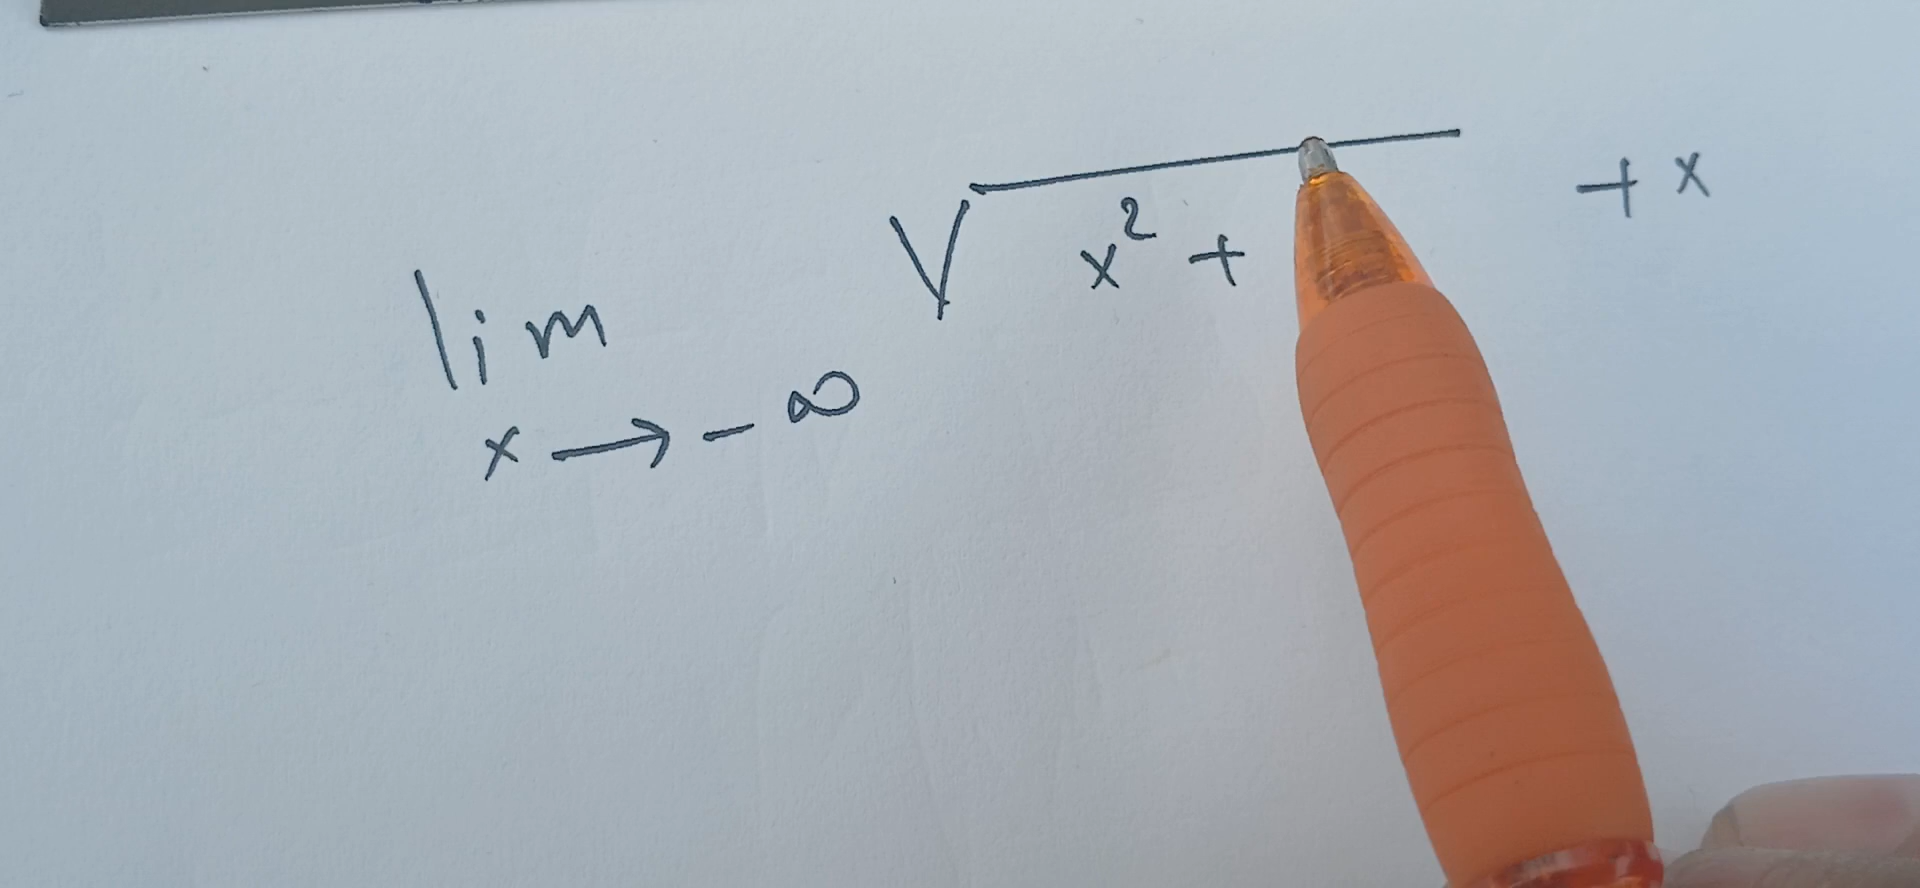 lim √(x² + ) + x
x → - ∞